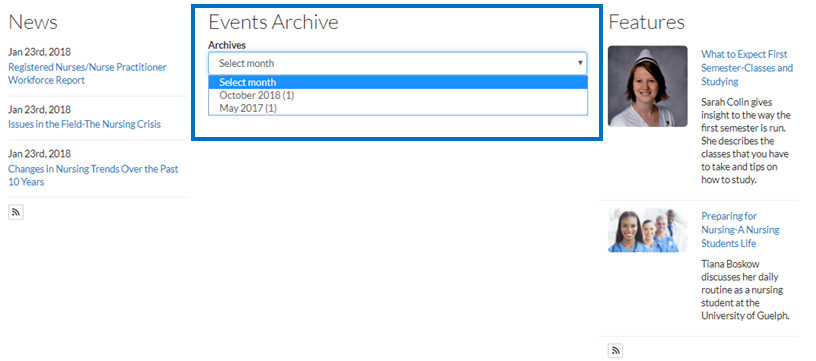 News
Jan 23rd, 2018
Registered Nurses/Nurse Practitioner
Workforce Report
Jan 23rd, 2018
Issues in the Field-The Nursing Crisis
Jan 23rd, 2018
Changes in Nursing Trends Over the Past
10 Years
Events Archive
Archives
Select month
Select month
October 2018 (1)
May 2017 (1)
Features
What to Expect First
Semester-Classes and
Studying
Sarah Colin gives
insight to the way the
first semester is run.
She describes the
classes that you have
to take and tips on
how to study.
Preparing for
Nursing-A Nursing
Students Life
Tiana Boskow
discusses her daily
routine as a nursing
student at the
University of Guelph.